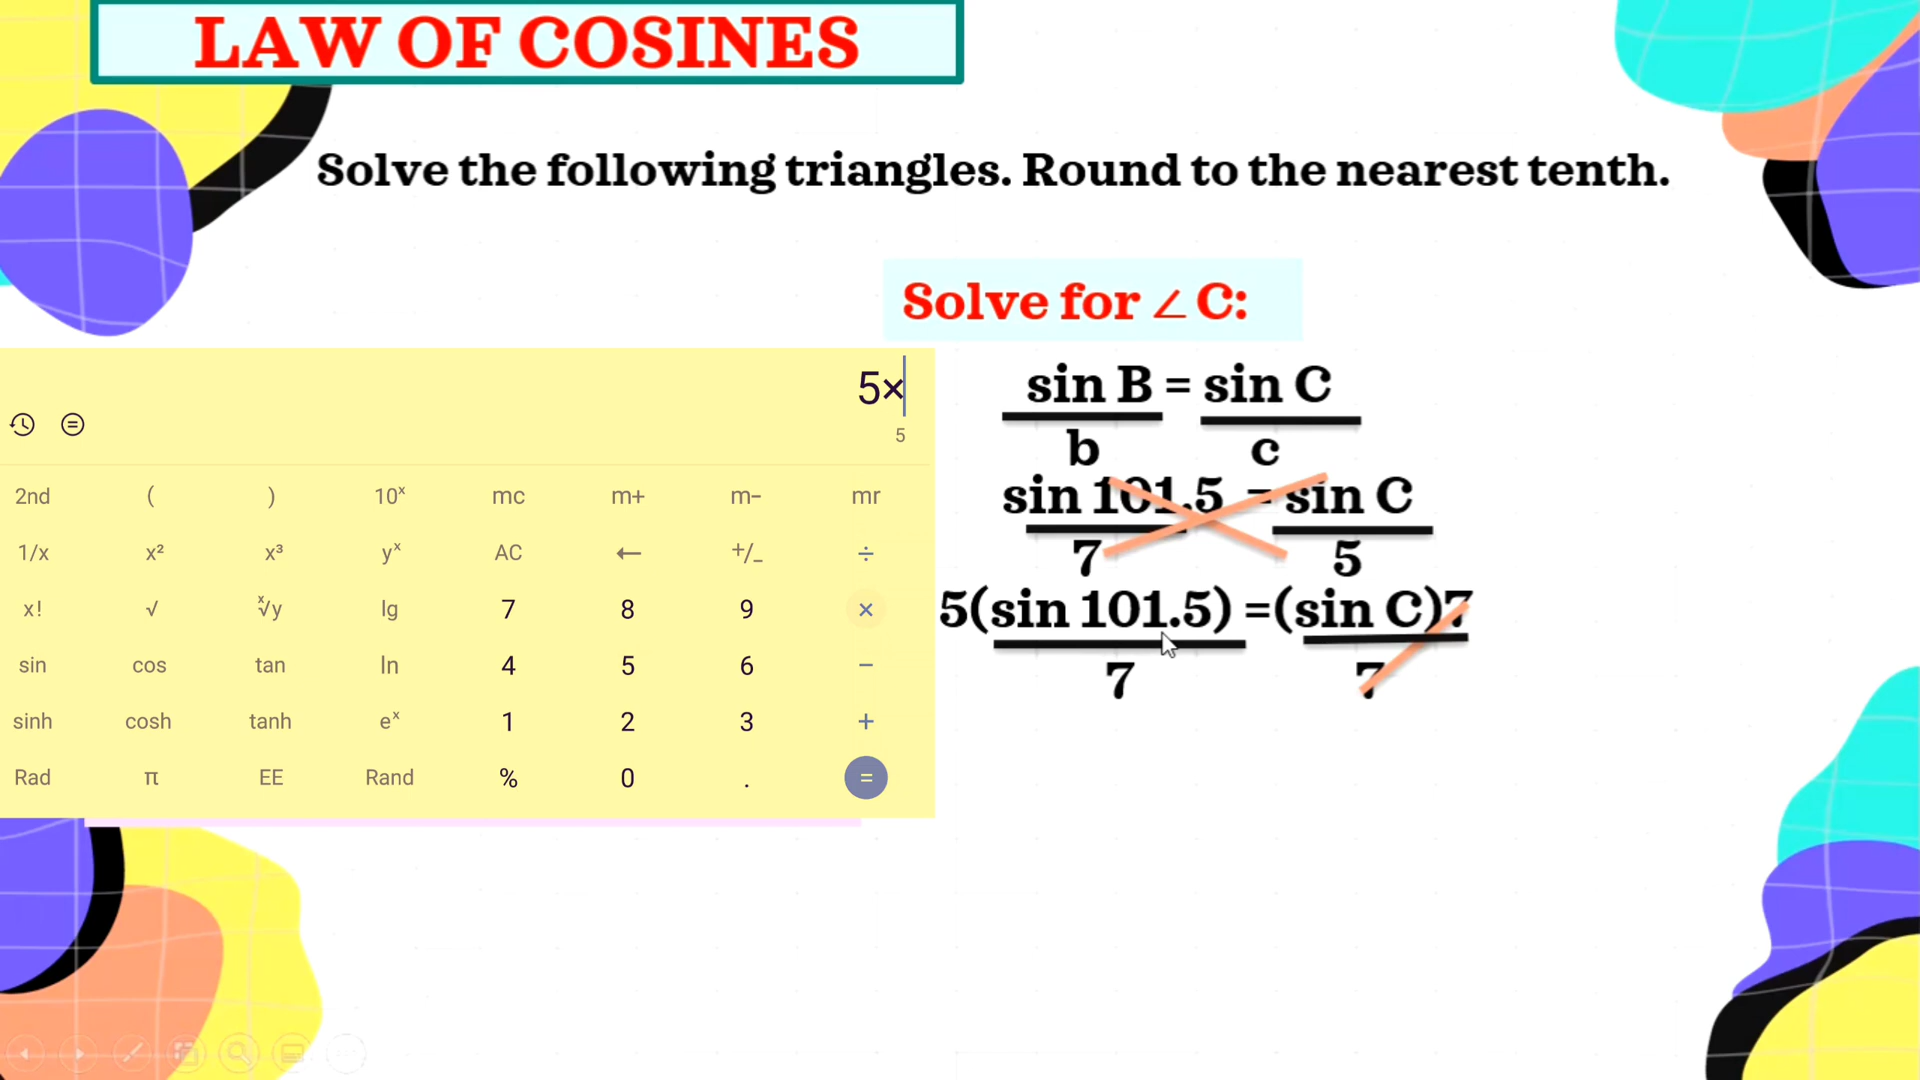 LAW OF COSINES
Solve the following triangles. Round to the nearest tenth.
Solve for ∠C:
5×
5
2nd ( ) 10ˣ mc m+ m− mr
1/x x² x³ yˣ AC ← +/− ÷
x! √ ˣ√y lg 7 8 9 ×
sin cos tan ln 4 5 6 −
sinh cosh tanh eˣ 1 2 3 +
Rad π EE Rand % 0 . =
sin B = sin C
b c
sin 101.5 = sin C
7 5
5(sin 101.5) =(sin C)7
7 7